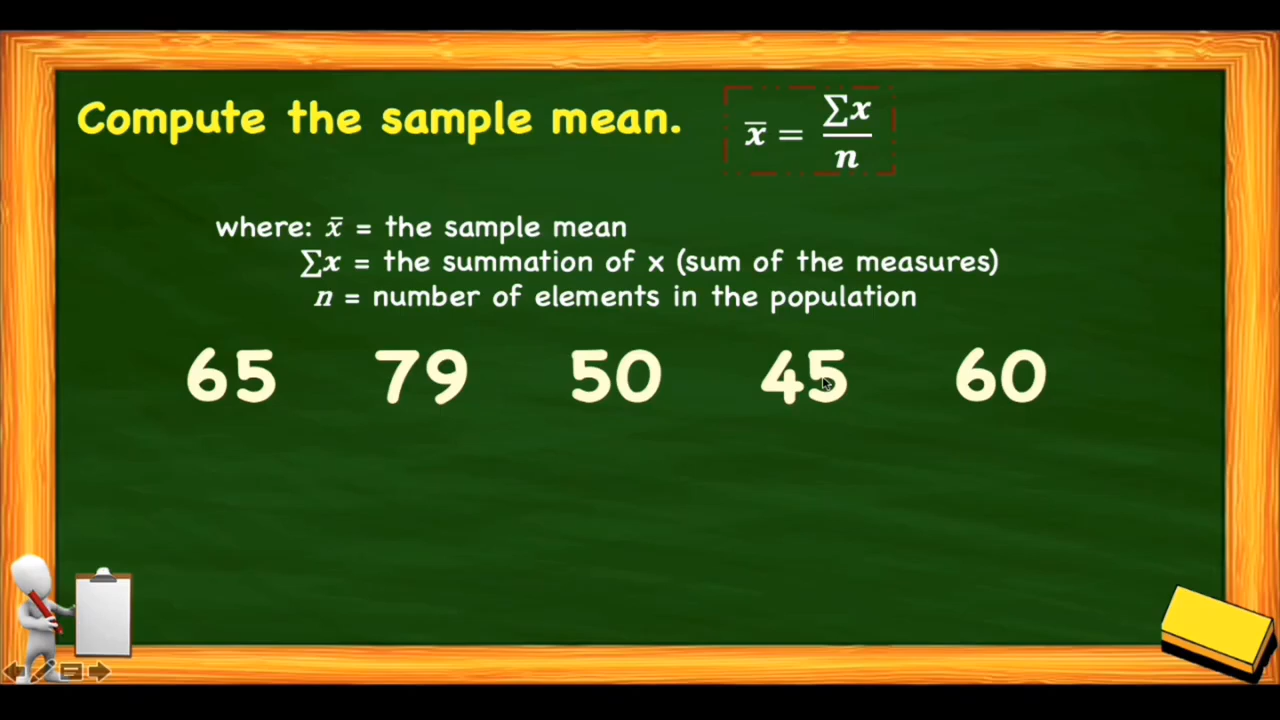 Compute the sample mean.
x̄ = ∑x / n
where: x̄ = the sample mean
∑x = the summation of x (sum of the measures)
n = number of elements in the population
65 79 50 45 60